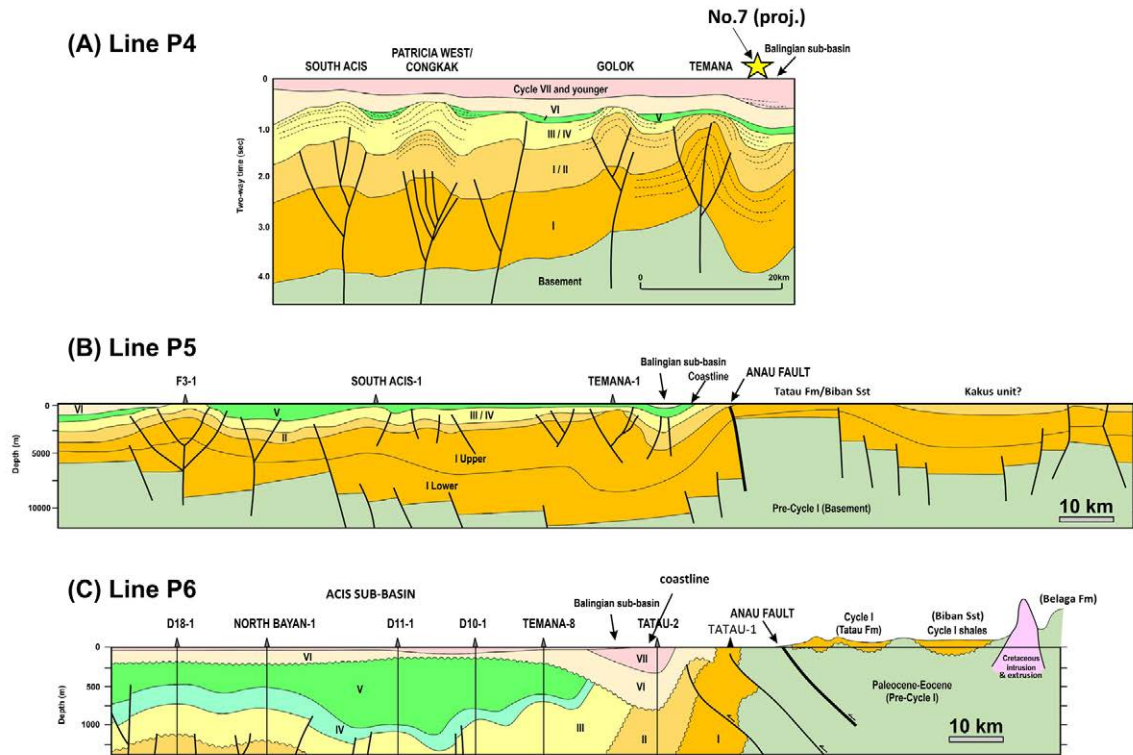 (A) Line P4
No.7 (proj.)
Balingian sub-basin
SOUTH ACIS
PATRICIA WEST/
CONGKAK
GOLOK
TEMANA
0
Cycle VII and younger
VI
V
1.0
III / IV
I / II
2.0
Two-way time (sec)
3.0
I
4.0
Basement
0
20km
(B) Line P5
Balingian sub-basin
Coastline
F3-1
SOUTH ACIS-1
TEMANA-1
ANAU FAULT
Tatau Fm/Biban Sst
Kakus unit?
0
VI
V
III / IV
II
Depth (m)
5000
I Upper
I Lower
10000
Pre-Cycle I (Basement)
10 km
(C) Line P6
ACIS SUB-BASIN
coastline
Balingian sub-basin
D18-1
NORTH BAYAN-1
D11-1
D10-1
TEMANA-8
TATAU-2
TATAU-1
ANAU FAULT
Cycle I
(Tatau Fm)
(Biban Sst)
Cycle I shales
(Belaga Fm)
0
VI
VII
V
VI
500
Depth (m)
Cretaceous
intrusion
& extrusion
Paleocene-Eocene
(Pre-Cycle I)
1000
IV
III
II
I
10 km